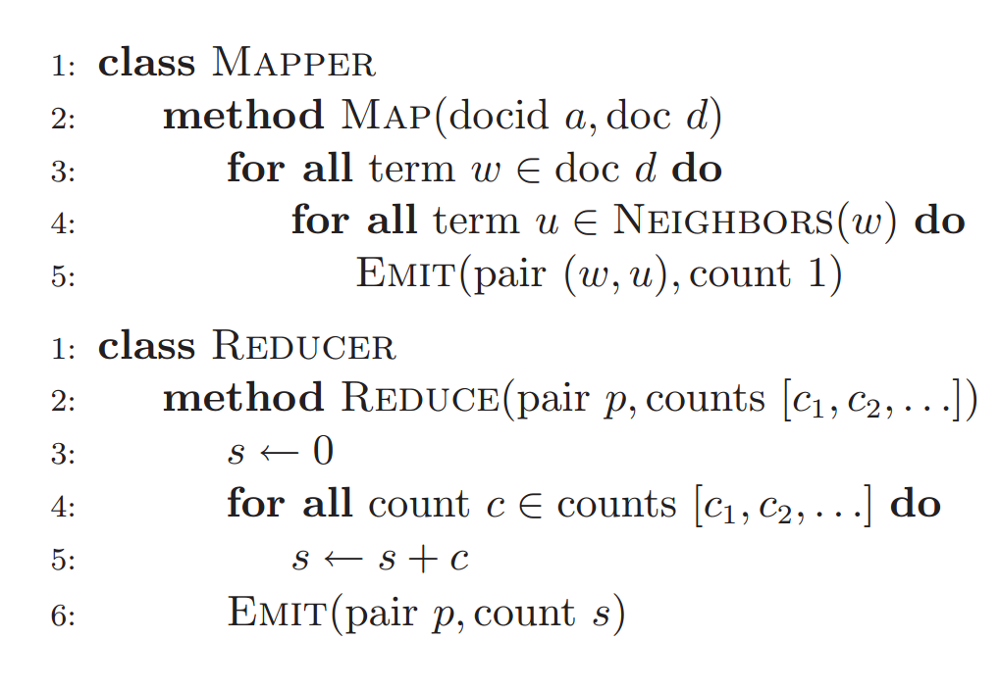 1: class MAPPER
2: method MAP(docid a, doc d)
3: for all term w ∈ doc d do
4: for all term u ∈ NEIGHBORS(w) do
5: EMIT(pair (w, u), count 1)
1: class REDUCER
2: method REDUCE(pair p, counts [c₁, c₂, . . .])
3: s ← 0
4: for all count c ∈ counts [c₁, c₂, . . .] do
5: s ← s + c
6: EMIT(pair p, count s)